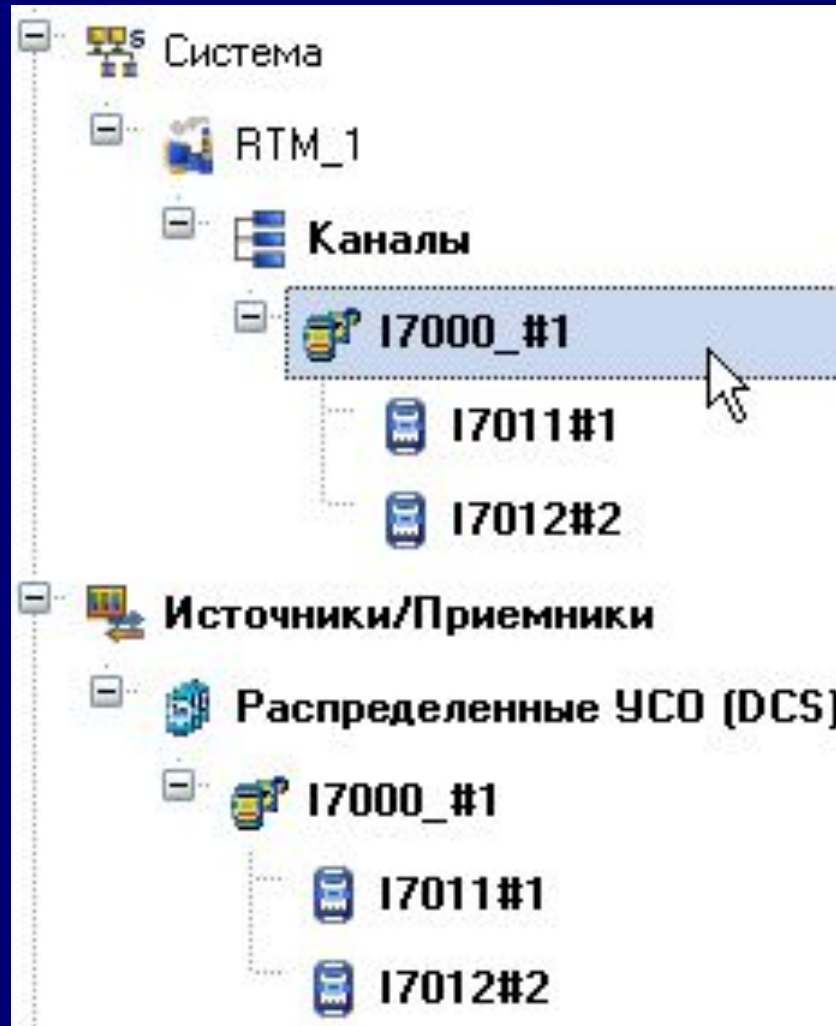 Система
RTM_1
Каналы
I7000_#1
I7011#1
I7012#2
Источники/Приемники
Распределенные УСО (DCS)
I7000_#1
I7011#1
I7012#2